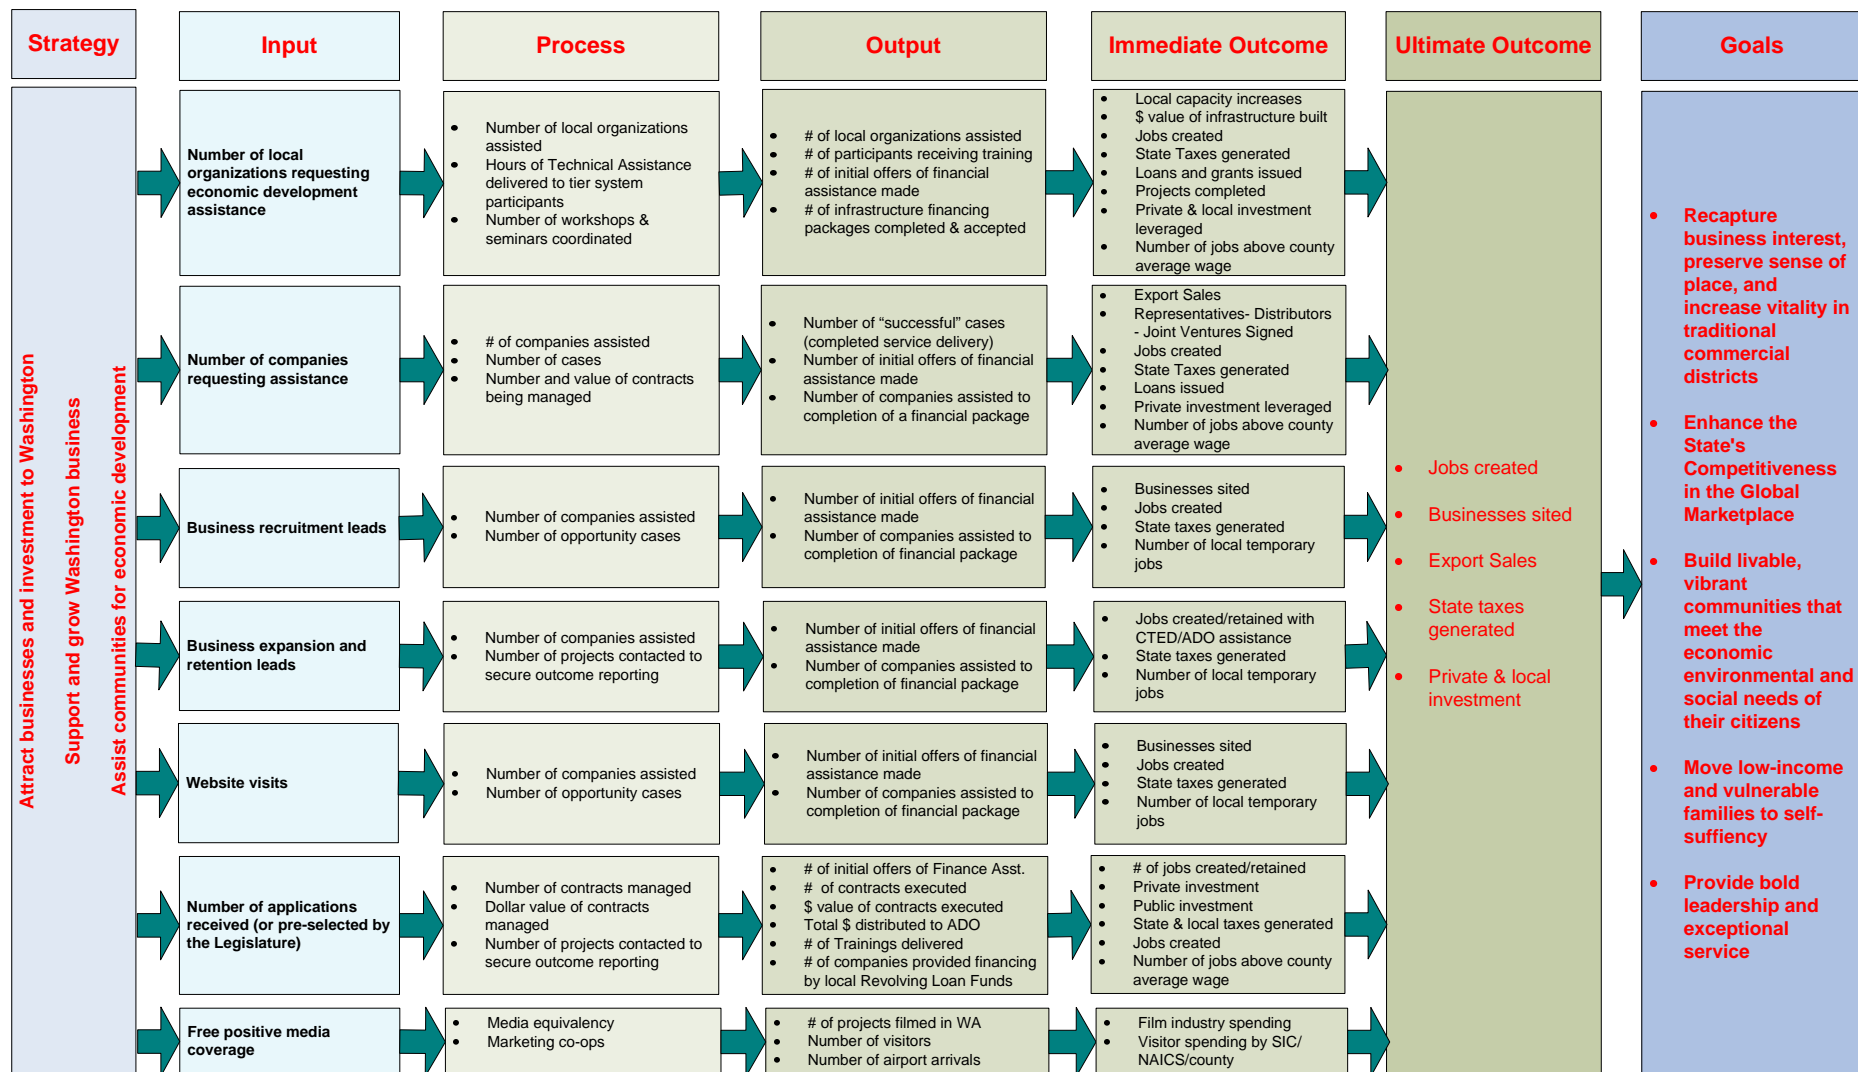 Strategy
Input
Process
Output
Immediate Outcome
Ultimate Outcome
Goals
Attract businesses and investment to Washington
Support and grow Washington business
Assist communities for economic development
Number of local
organizations requesting
economic development
assistance
• Number of local organizations
assisted
• Hours of Technical Assistance
delivered to tier system
participants
• Number of workshops &
seminars coordinated
• # of local organizations assisted
• # of participants receiving training
• # of initial offers of financial
assistance made
• # of infrastructure financing
packages completed & accepted
• Local capacity increases
• $ value of infrastructure built
• Jobs created
• State Taxes generated
• Loans and grants issued
• Projects completed
• Private & local investment
leveraged
• Number of jobs above county
average wage
Number of companies
requesting assistance
• # of companies assisted
• Number of cases
• Number and value of contracts
being managed
• Number of “successful” cases
(completed service delivery)
• Number of initial offers of financial
assistance made
• Number of companies assisted to
completion of a financial package
• Export Sales
• Representatives- Distributors
- Joint Ventures Signed
• Jobs created
• State Taxes generated
• Loans issued
• Private investment leveraged
• Number of jobs above county
average wage
Business recruitment leads
• Number of companies assisted
• Number of opportunity cases
• Number of initial offers of financial
assistance made
• Number of companies assisted to
completion of financial package
• Businesses sited
• Jobs created
• State taxes generated
• Number of local temporary
jobs
Business expansion and
retention leads
• Number of companies assisted
• Number of projects contacted to
secure outcome reporting
• Number of initial offers of financial
assistance made
• Number of companies assisted to
completion of financial package
• Jobs created/retained with
CTED/ADO assistance
• State taxes generated
• Number of local temporary
jobs
Website visits
• Number of companies assisted
• Number of opportunity cases
• Number of initial offers of financial
assistance made
• Number of companies assisted to
completion of financial package
• Businesses sited
• Jobs created
• State taxes generated
• Number of local temporary
jobs
Number of applications
received (or pre-selected by
the Legislature)
• Number of contracts managed
• Dollar value of contracts
managed
• Number of projects contacted to
secure outcome reporting
• # of initial offers of Finance Asst.
• # of contracts executed
• $ value of contracts executed
• Total $ distributed to ADO
• # of Trainings delivered
• # of companies provided financing
by local Revolving Loan Funds
• # of jobs created/retained
• Private investment
• Public investment
• State & local taxes generated
• Jobs created
• Number of jobs above county
average wage
Free positive media
coverage
• Media equivalency
• Marketing co-ops
• # of projects filmed in WA
• Number of visitors
• Number of airport arrivals
• Film industry spending
• Visitor spending by SIC/
NAICS/county
• Jobs created
• Businesses sited
• Export Sales
• State taxes
generated
• Private & local
investment
• Recapture
business interest,
preserve sense of
place, and
increase vitality in
traditional
commercial
districts
• Enhance the
State's
Competitiveness
in the Global
Marketplace
• Build livable,
vibrant
communities that
meet the
economic
environmental and
social needs of
their citizens
• Move low-income
and vulnerable
families to self-
suffiency
• Provide bold
leadership and
exceptional
service